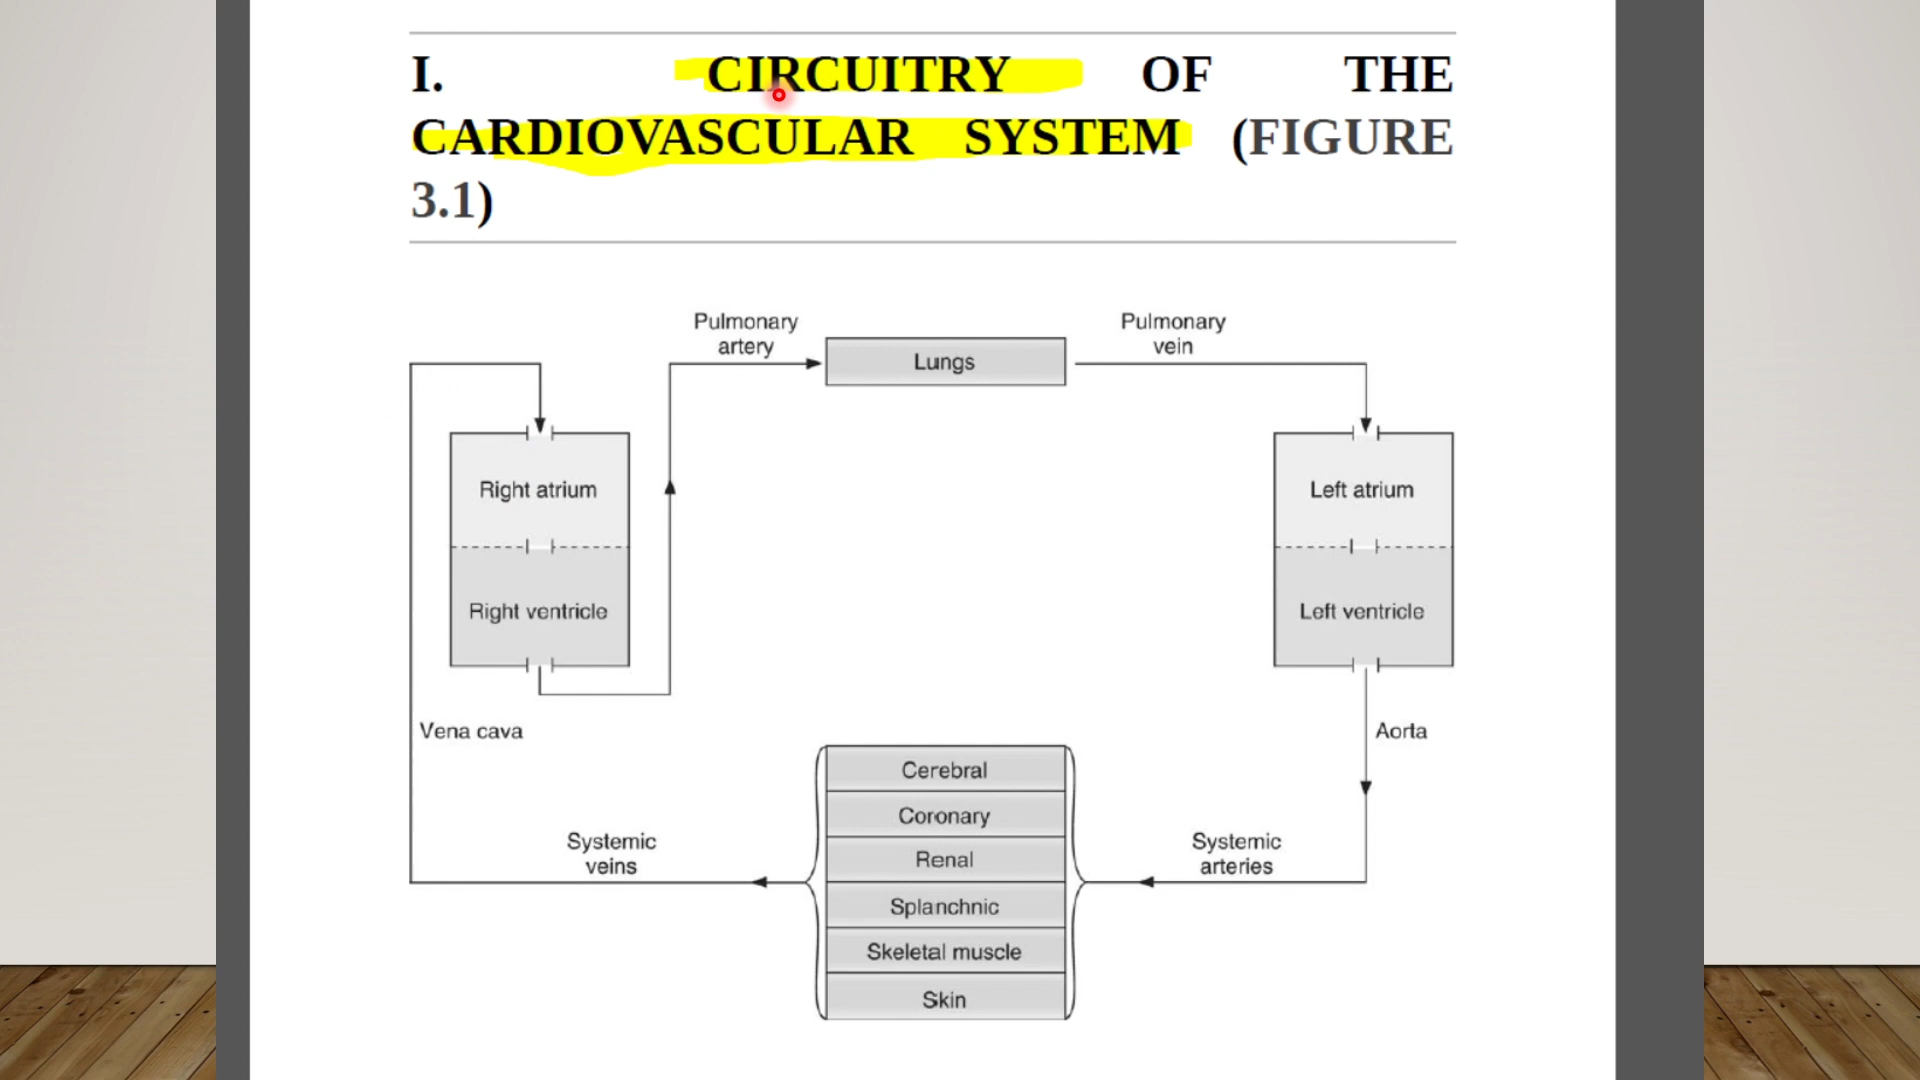 I. CIRCUITRY OF THE
CARDIOVASCULAR SYSTEM (FIGURE
3.1)
Pulmonary
artery
Lungs
Pulmonary
vein
Right atrium
Left atrium
Right ventricle
Left ventricle
Vena cava
Aorta
Cerebral
Coronary
Systemic
veins
Renal
Systemic
arteries
Splanchnic
Skeletal muscle
Skin